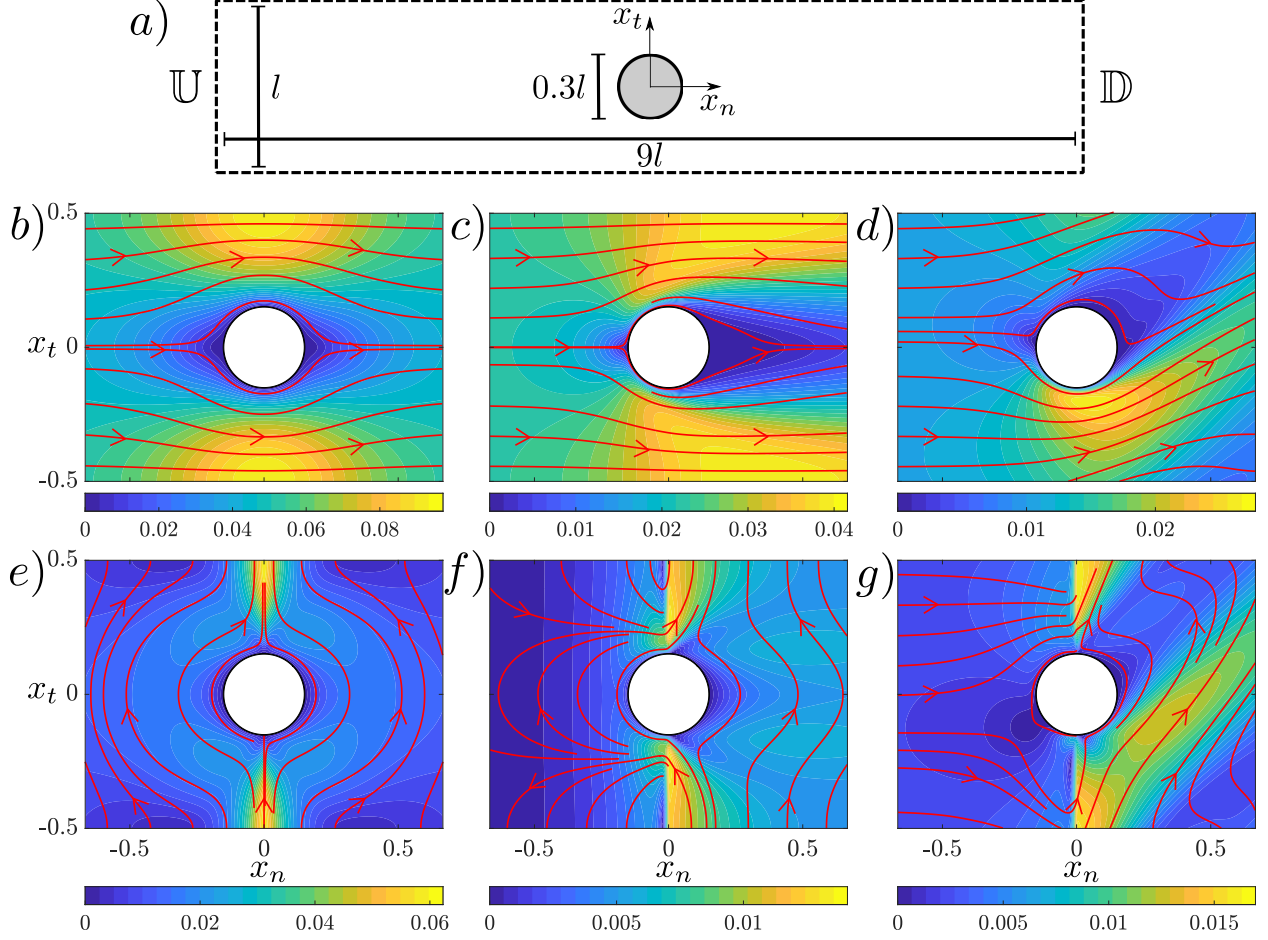 a)
x_t
𝕌
l
0.3l
x_n
𝔻
9l
b)
c)
d)
0.5
x_t 0
-0.5
0 0.02 0.04 0.06 0.08
0 0.01 0.02 0.03 0.04
0 0.01 0.02
e)
f)
g)
0.5
x_t 0
-0.5
-0.5 0 0.5
-0.5 0 0.5
-0.5 0 0.5
x_n
x_n
x_n
0 0.02 0.04 0.06
0 0.005 0.01
0 0.005 0.01 0.015